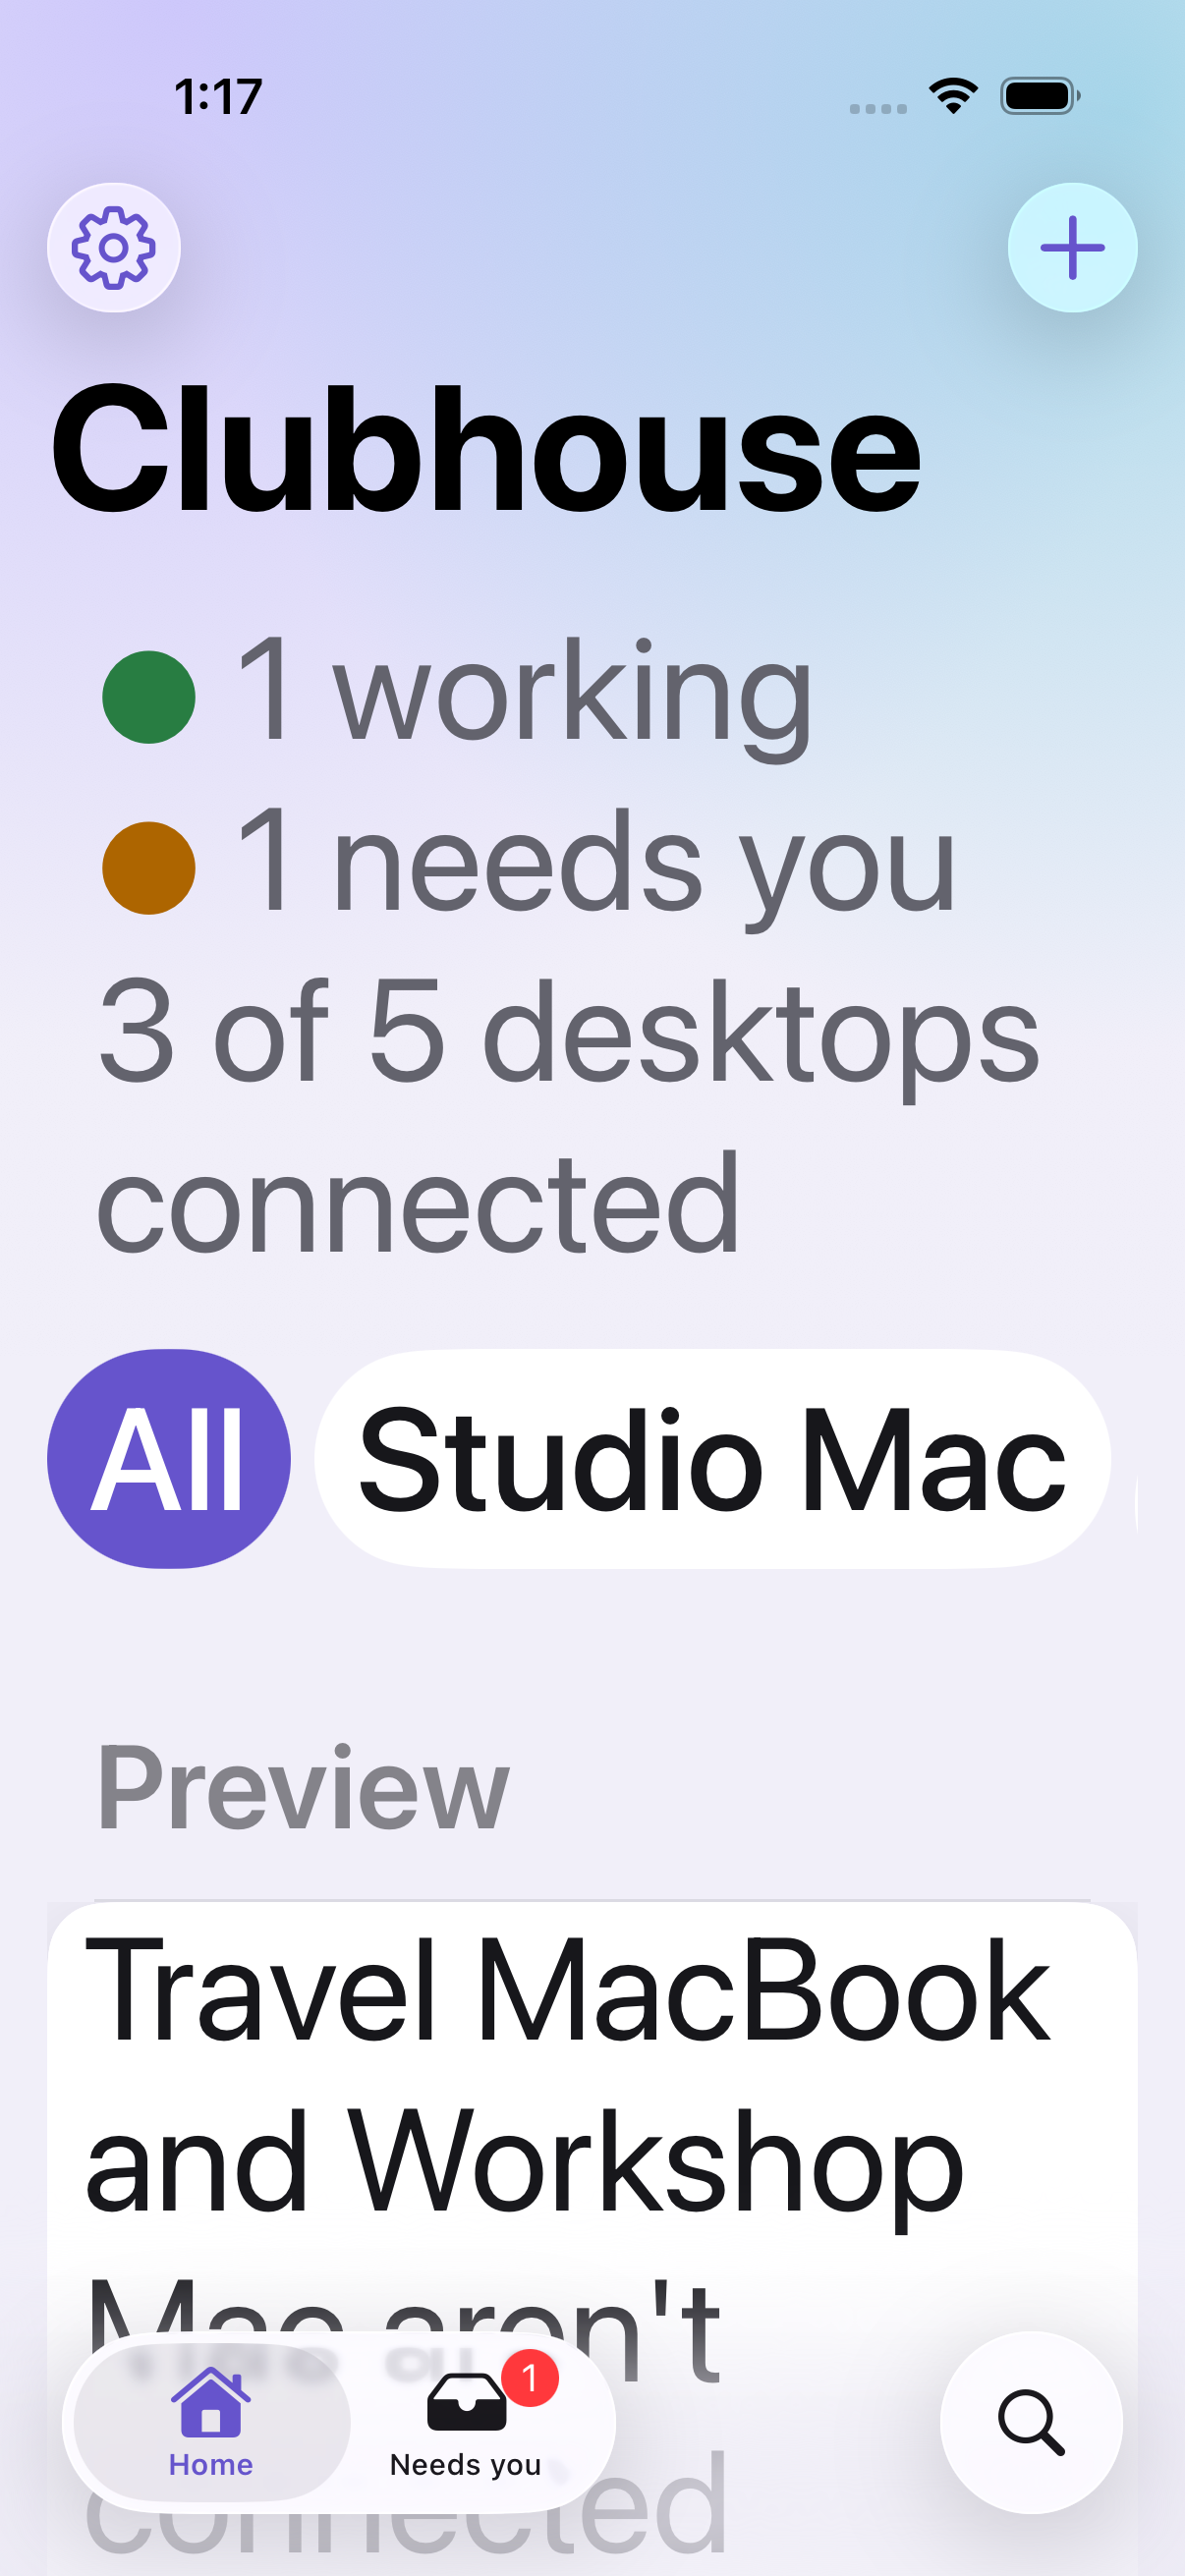 1:17
Clubhouse
1 working
1 needs you
3 of 5 desktops
connected
All
Studio Mac
Preview
Travel MacBook
and Workshop
Mac aren't
connected
1
Home
Needs you